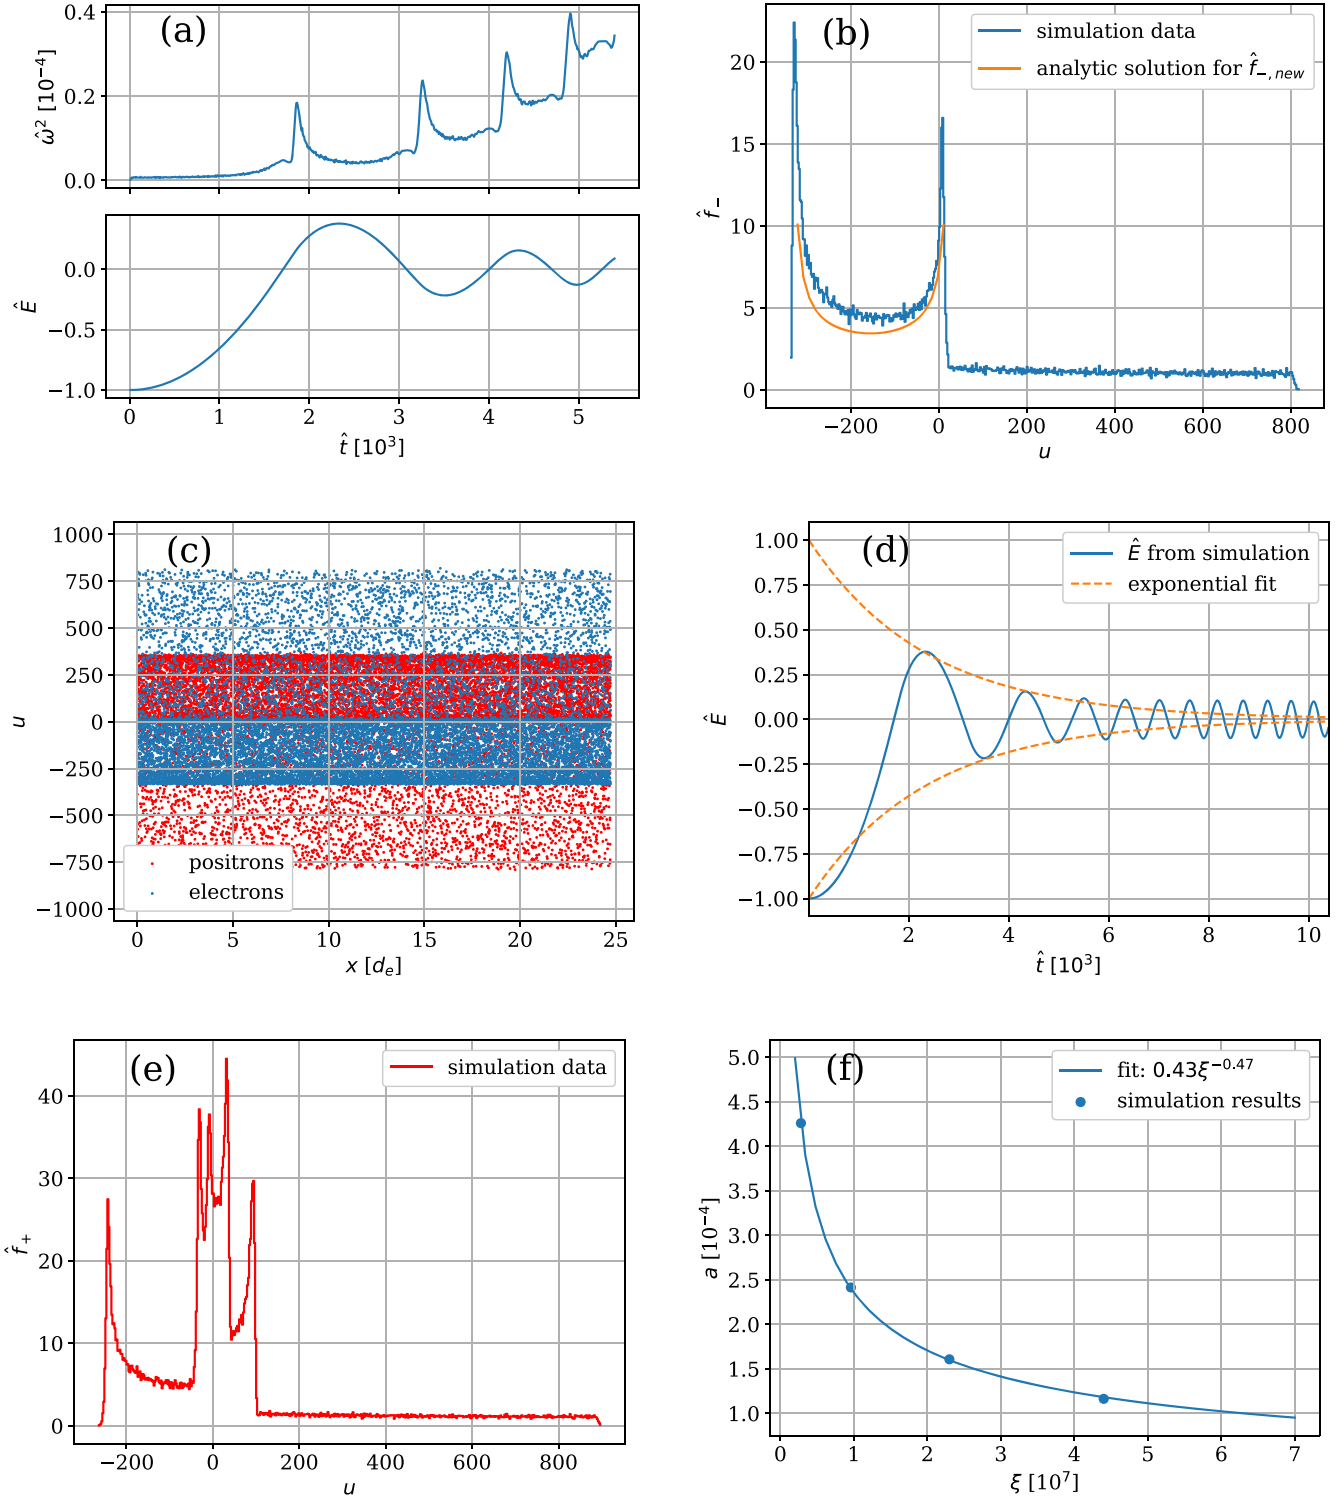 (a)
0.4
0.2
0.0
ω̂² [10⁻⁴]
0.0
−0.5
−1.0
Ê
0 1 2 3 4 5
t̂ [10³]
(b)
simulation data
analytic solution for f̂₋,new
20
15
10
5
0
f̂₋
−200 0 200 400 600 800
u
(c)
1000
750
500
250
0
−250
−500
−750
−1000
u
positrons
electrons
0 5 10 15 20 25
x [dₑ]
(d)
Ê from simulation
exponential fit
1.00
0.75
0.50
0.25
0.00
−0.25
−0.50
−0.75
−1.00
Ê
2 4 6 8 10
t̂ [10³]
(e)
simulation data
40
30
20
10
0
f̂₊
−200 0 200 400 600 800
u
(f)
fit: 0.43ξ⁻⁰·⁴⁷
simulation results
5.0
4.5
4.0
3.5
3.0
2.5
2.0
1.5
1.0
a [10⁻⁴]
0 1 2 3 4 5 6 7
ξ [10⁷]